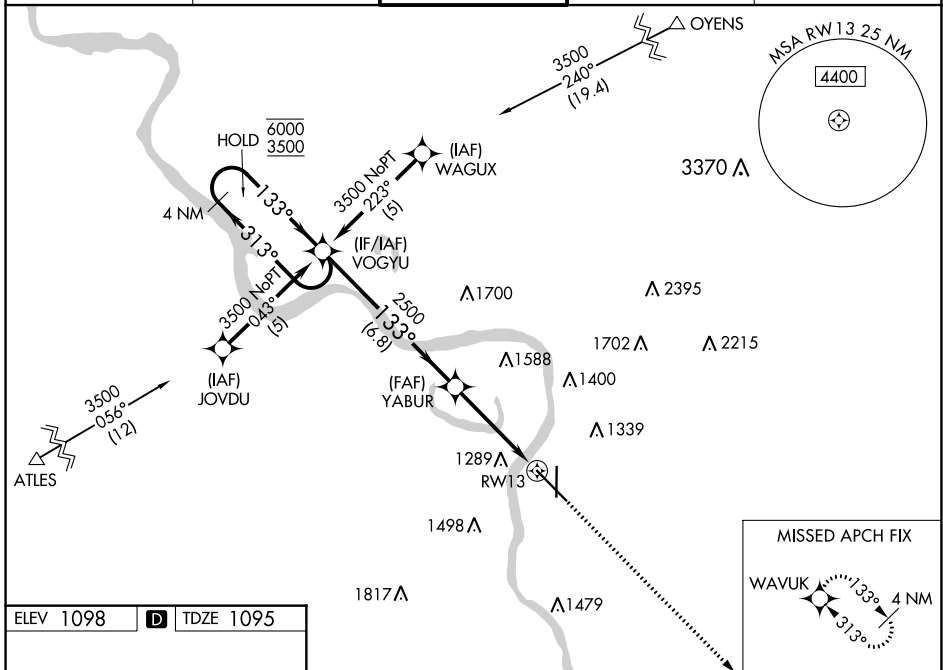 OYENS
3500
240°
(19.4)
MSA RW13 25 NM
4400
HOLD
6000
3500
(IAF)
WAGUX
3500 NoPT
223°
(5)
3370
133°
4 NM
313°
(IF/IAF)
VOGYU
3500 NoPT
043°
(5)
2500
133°
(6.8)
1700
2395
1702
2215
1588
1400
(IAF)
JOVDU
(FAF)
YABUR
3500
056°
(12)
ATLES
1339
1289
RW13
1498
1817
1479
MISSED APCH FIX
WAVUK
133°
4 NM
313°
ELEV 1098 D TDZE 1095